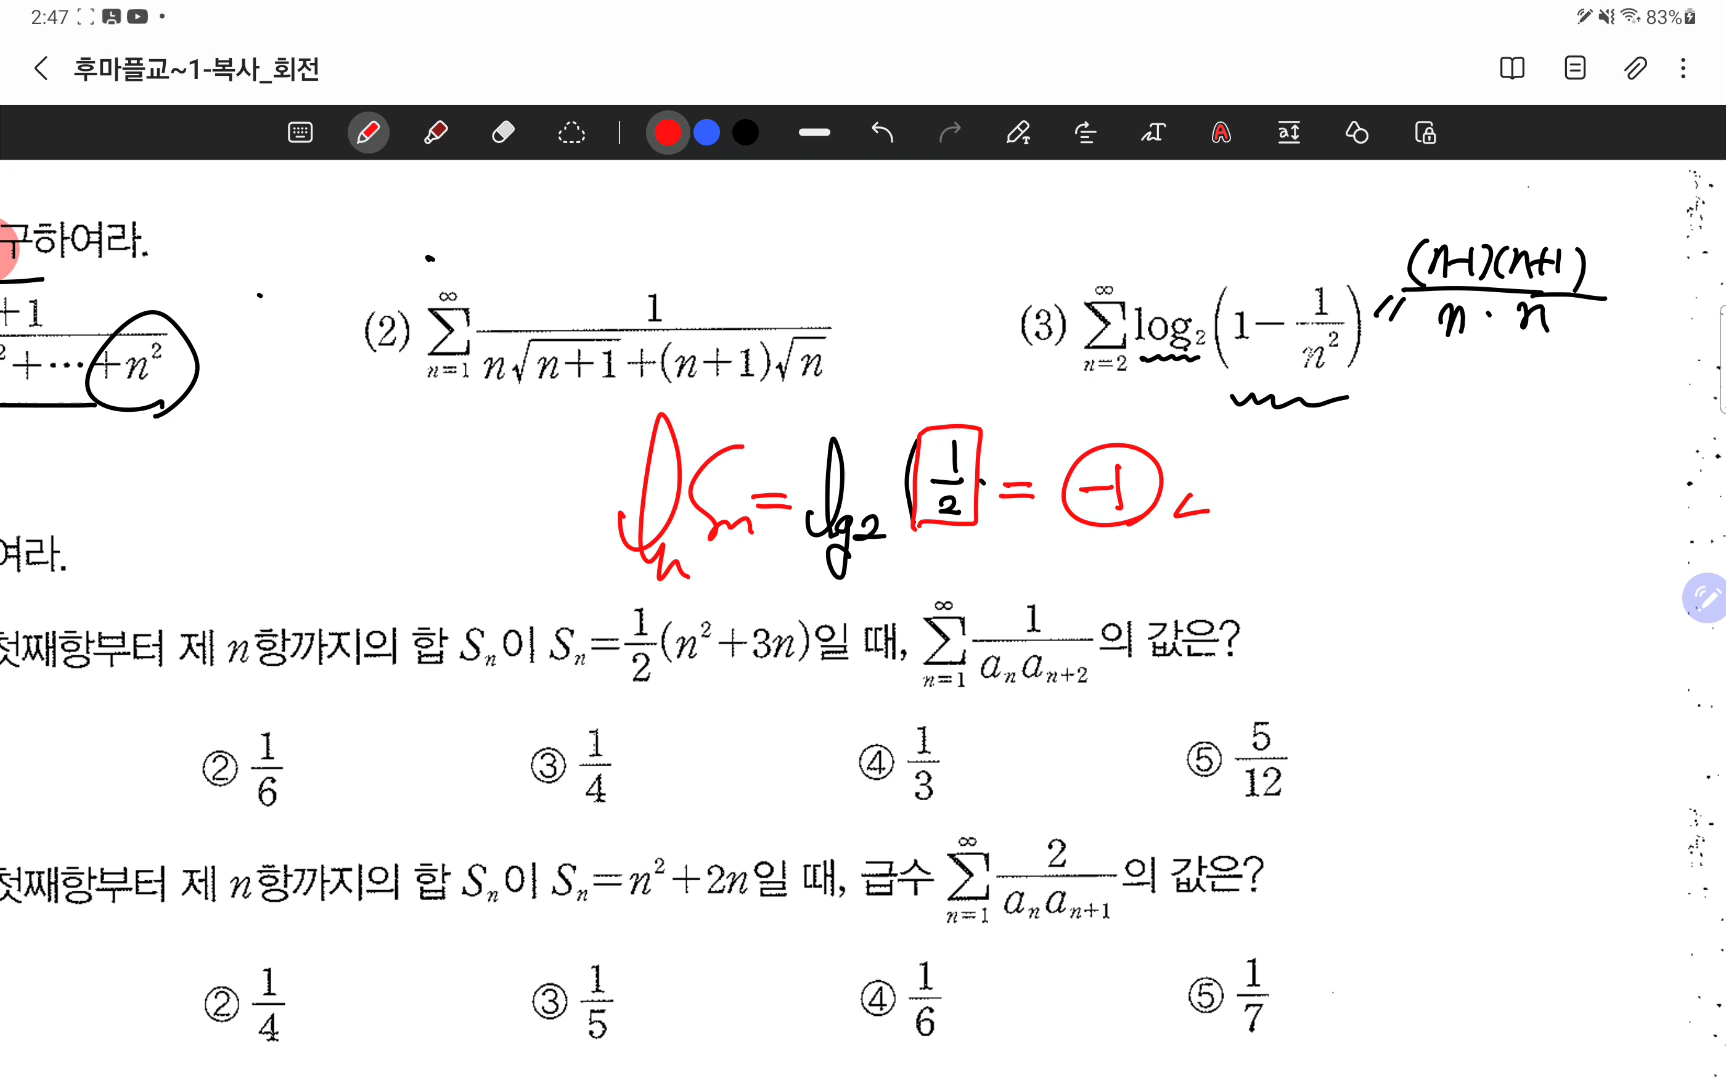 2:47
83%
후마플교~1-복사_회전
구하여라.
+1
² + ⋯ + n²
(2) ∑_{n=1}^{∞} 1/(n√(n+1) + (n+1)√n)
(3) ∑_{n=2}^{∞} log₂(1 − 1/n²)
= (n-1)(n+1)/(n · n)
lim Sn = log2 (1/2 = -1
여라.
첫째항부터 제 n항까지의 합 Sₙ이 Sₙ = 1/2(n² + 3n)일 때, ∑_{n=1}^{∞} 1/(aₙaₙ₊₂)의 값은?
② 1/6 ③ 1/4 ④ 1/3 ⑤ 5/12
첫째항부터 제 n항까지의 합 Sₙ이 Sₙ = n² + 2n일 때, 급수 ∑_{n=1}^{∞} 2/(aₙaₙ₊₁)의 값은?
② 1/4 ③ 1/5 ④ 1/6 ⑤ 1/7